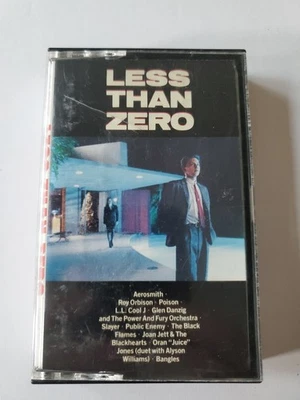 LESS
THAN
ZERO
Aerosmith ·
Roy Orbison · Poison ·
L.L. Cool J · Glen Danzig
and The Power And Fury Orchestra ·
Slayer · Public Enemy · The Black
Flames · Joan Jett & The
Blackhearts · Oran "Juice"
Jones (duet with Alyson
Williams) · Bangles